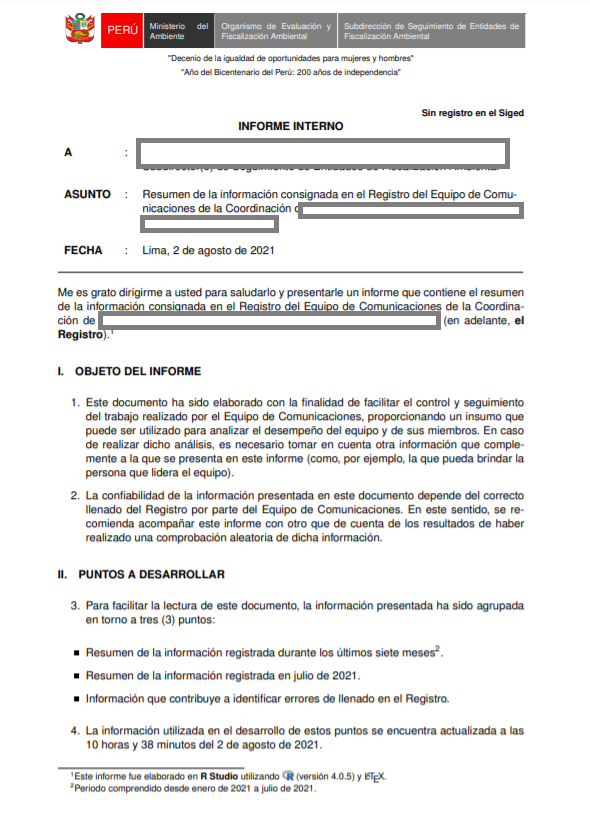 PERÚ
Ministerio del
Ambiente
Organismo de Evaluación y
Fiscalización Ambiental
Subdirección de Seguimiento de Entidades de
Fiscalización Ambiental
"Decenio de la igualdad de oportunidades para mujeres y hombres"
"Año del Bicentenario del Perú: 200 años de independencia"
Sin registro en el Siged
INFORME INTERNO
A :
ASUNTO : Resumen de la información consignada en el Registro del Equipo de Comu-
nicaciones de la Coordinación
FECHA : Lima, 2 de agosto de 2021
Me es grato dirigirme a usted para saludarlo y presentarle un informe que contiene el resumen
de la información consignada en el Registro del Equipo de Comunicaciones de la Coordina-
ción de (en adelante, el
Registro).¹
I. OBJETO DEL INFORME
1. Este documento ha sido elaborado con la finalidad de facilitar el control y seguimiento
del trabajo realizado por el Equipo de Comunicaciones, proporcionando un insumo que
puede ser utilizado para analizar el desempeño del equipo y de sus miembros. En caso
de realizar dicho análisis, es necesario tomar en cuenta otra información que comple-
mente a la que se presenta en este informe (como, por ejemplo, la que pueda brindar la
persona que lidera el equipo).
2. La confiabilidad de la información presentada en este documento depende del correcto
llenado del Registro por parte del Equipo de Comunicaciones. En este sentido, se re-
comienda acompañar este informe con otro que de cuenta de los resultados de haber
realizado una comprobación aleatoria de dicha información.
II. PUNTOS A DESARROLLAR
3. Para facilitar la lectura de este documento, la información presentada ha sido agrupada
en torno a tres (3) puntos:
■ Resumen de la información registrada durante los últimos siete meses².
■ Resumen de la información registrada en julio de 2021.
■ Información que contribuye a identificar errores de llenado en el Registro.
4. La información utilizada en el desarrollo de estos puntos se encuentra actualizada a las
10 horas y 38 minutos del 2 de agosto de 2021.
¹Este informe fue elaborado en R Studio utilizando R (versión 4.0.5) y LATEX.
²Periodo comprendido desde enero de 2021 a julio de 2021.